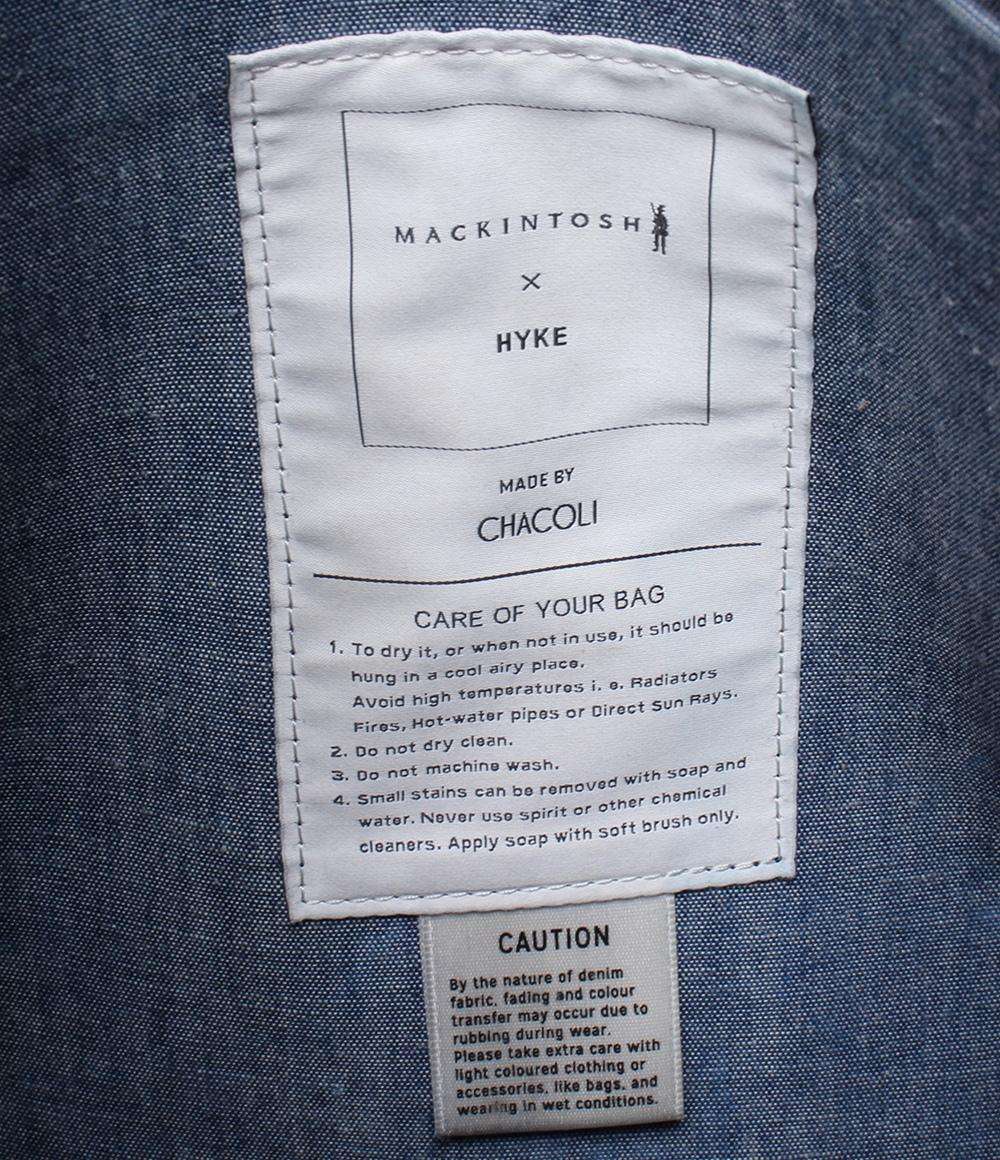 MACKINTOSH
×
HYKE
MADE BY
CHACOLI
CARE OF YOUR BAG
1. To dry it, or when not in use, it should be
hung in a cool airy place.
Avoid high temperatures i. e. Radiators
Fires, Hot-water pipes or Direct Sun Rays.
2. Do not dry clean.
3. Do not machine wash.
4. Small stains can be removed with soap and
water. Never use spirit or other chemical
cleaners. Apply soap with soft brush only.
CAUTION
By the nature of denim
fabric, fading and colour
transfer may occur due to
rubbing during wear.
Please take extra care with
light coloured clothing or
accessories, like bags, and
wearing in wet conditions.